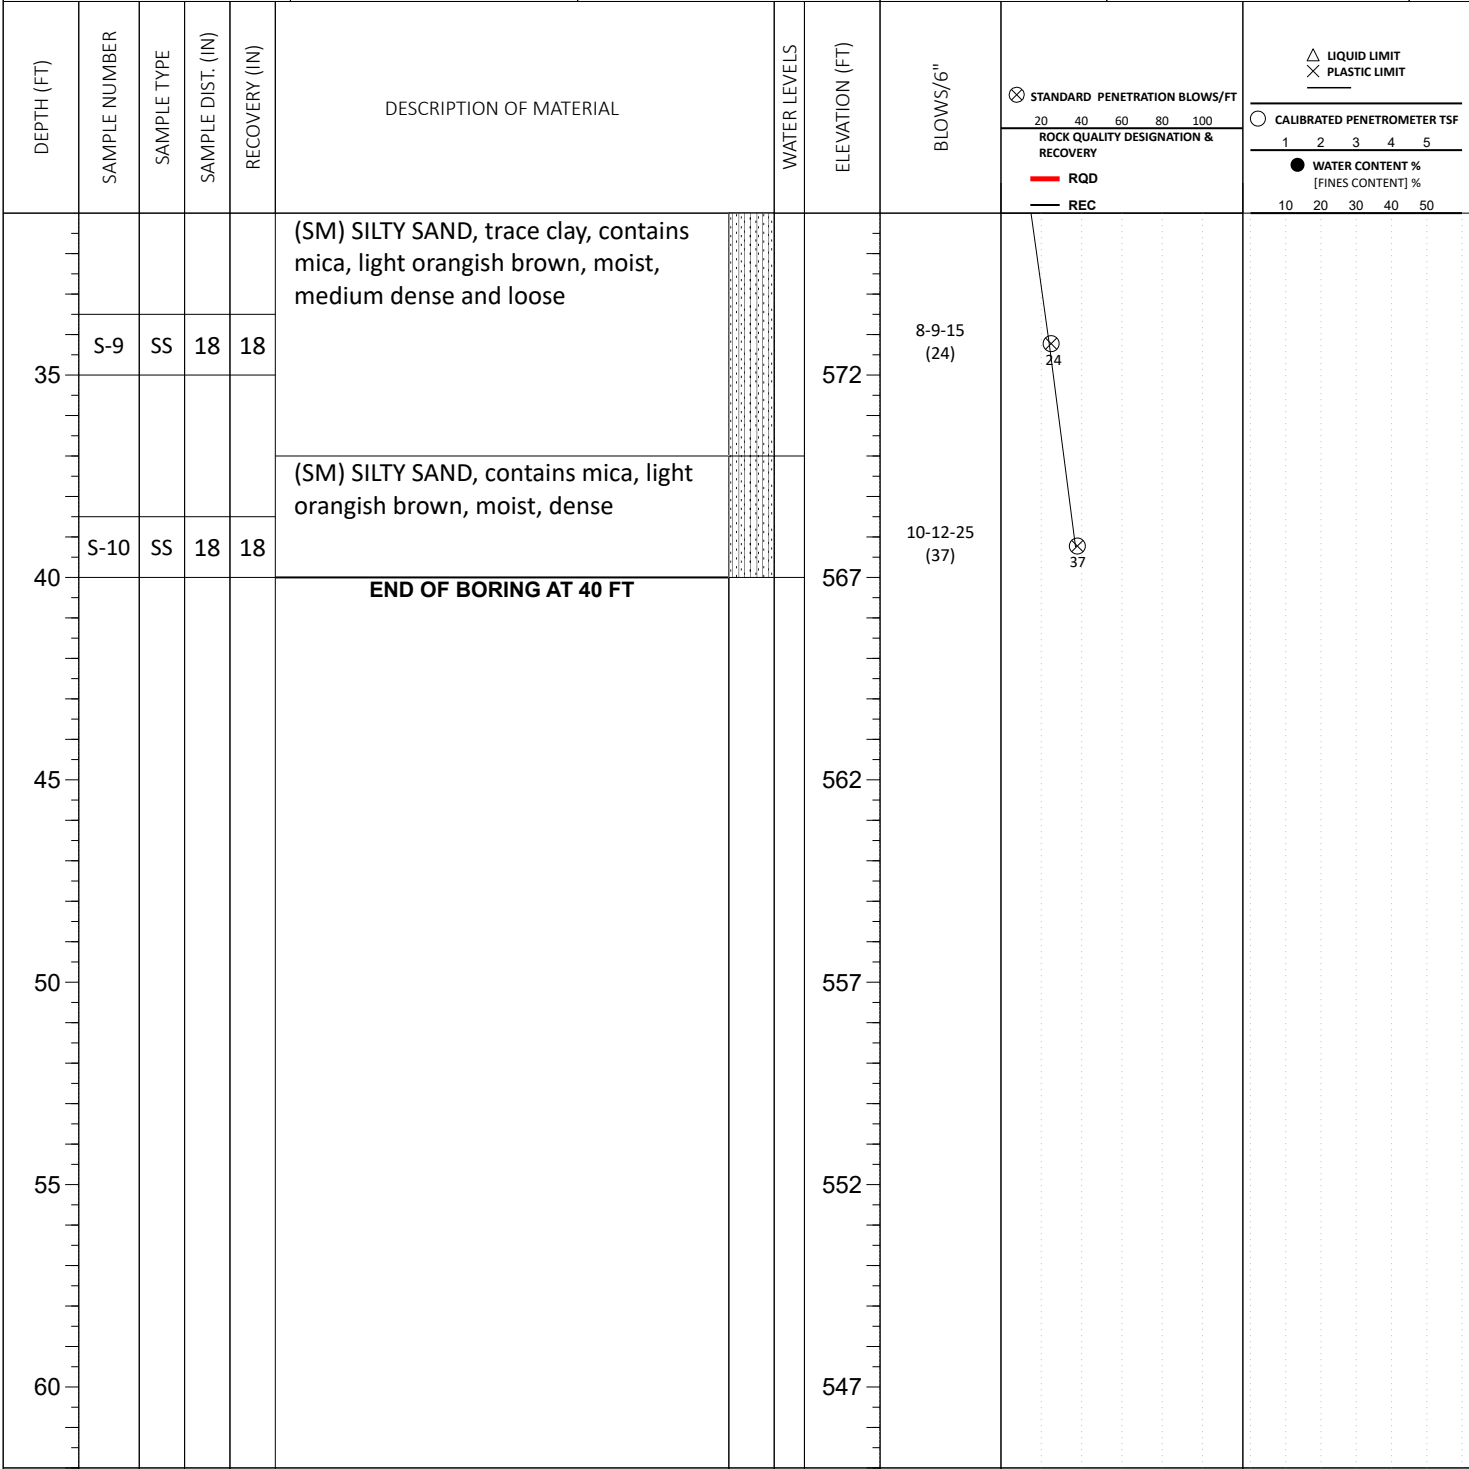 DEPTH (FT)
SAMPLE NUMBER
SAMPLE TYPE
SAMPLE DIST. (IN)
RECOVERY (IN)
DESCRIPTION OF MATERIAL
WATER LEVELS
ELEVATION (FT)
BLOWS/6"
STANDARD PENETRATION BLOWS/FT
20 40 60 80 100
ROCK QUALITY DESIGNATION &
RECOVERY
RQD
REC
LIQUID LIMIT
PLASTIC LIMIT
CALIBRATED PENETROMETER TSF
1 2 3 4 5
WATER CONTENT %
[FINES CONTENT] %
10 20 30 40 50
(SM) SILTY SAND, trace clay, contains
mica, light orangish brown, moist,
medium dense and loose
S-9 SS 18 18
8-9-15
(24)
24
35
572
(SM) SILTY SAND, contains mica, light
orangish brown, moist, dense
S-10 SS 18 18
10-12-25
(37)
37
40
567
END OF BORING AT 40 FT
45
562
50
557
55
552
60
547